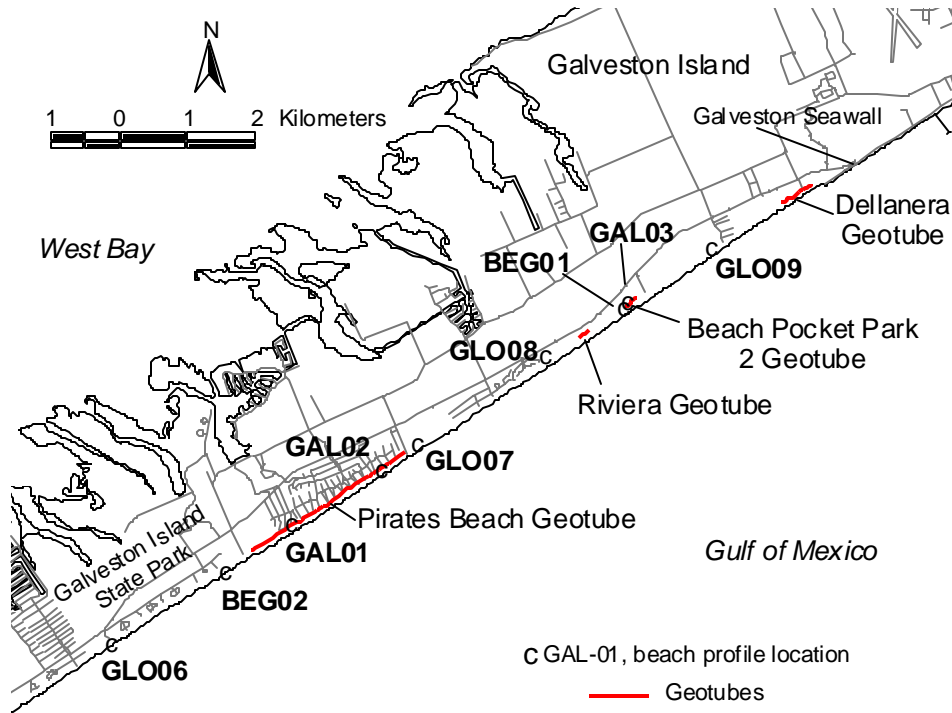 N
1 0 1 2 Kilometers
Galveston Island
Galveston Seawall
Dellanera
Geotube
West Bay
GAL03
BEG01
C
GLO09
C
Beach Pocket Park
2 Geotube
GLO08
C
Riviera Geotube
GAL02
C
GLO07
C
Pirates Beach Geotube
C
GAL01
Galveston Island
State Park
C
BEG02
Gulf of Mexico
C
GLO06
C GAL-01, beach profile location
Geotubes